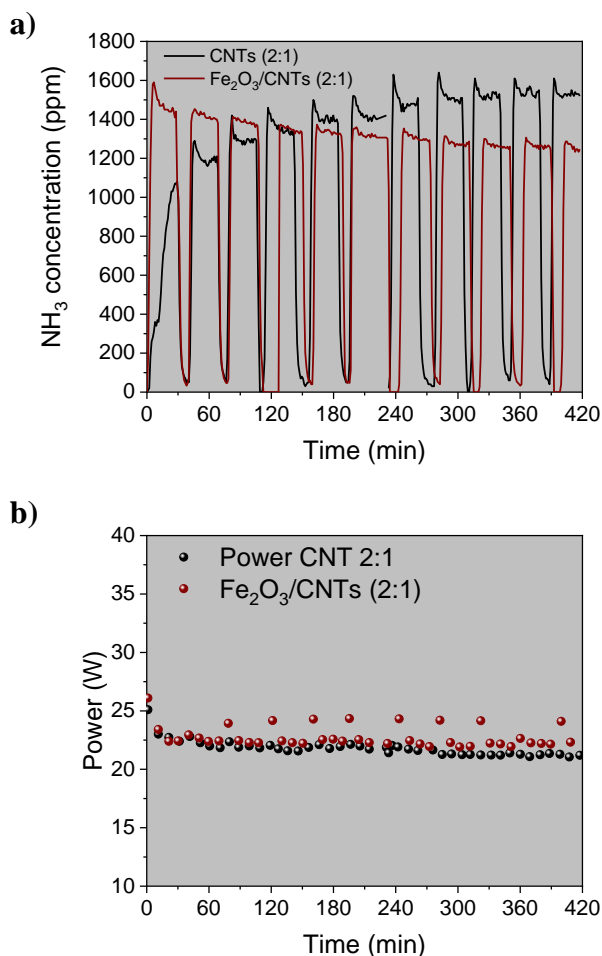 a)
1800
1600
1400
1200
1000
800
600
400
200
0
NH₃ concentration (ppm)
CNTs (2:1)
Fe₂O₃/CNTs (2:1)
0 60 120 180 240 300 360 420
Time (min)
b)
40
35
30
25
20
15
10
Power (W)
Power CNT 2:1
Fe₂O₃/CNTs (2:1)
0 60 120 180 240 300 360 420
Time (min)